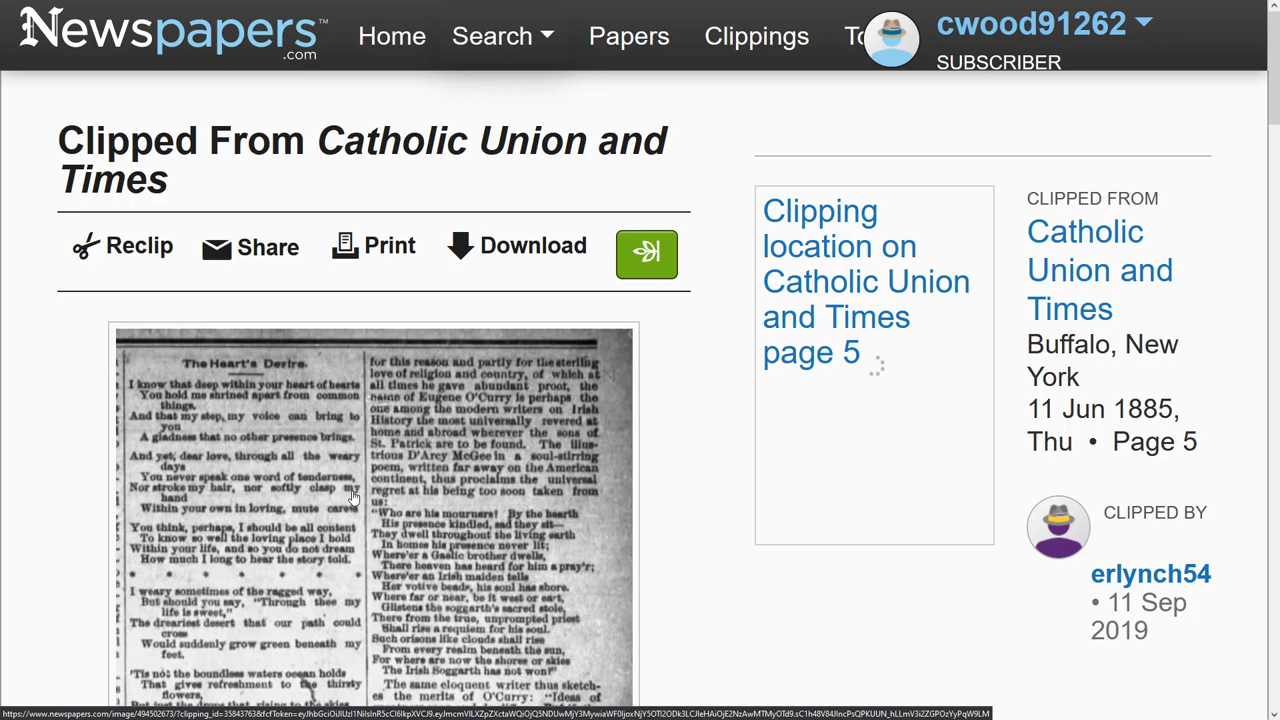 Newspapers™
.com
Home Search Papers Clippings To
cwood91262
SUBSCRIBER
Clipped From Catholic Union and
Times
Reclip Share Print Download
Clipping
location on
Catholic Union
and Times
page 5
CLIPPED FROM
Catholic
Union and
Times
Buffalo, New
York
11 Jun 1885,
Thu • Page 5
CLIPPED BY
erlynch54
• 11 Sep
2019
The Heart's Desire.
I know that deep within your heart of hearts
You hold me shrined apart from common
things.
And that my step, my voice can bring to
you
A gladness that no other presence brings.
And yet, dear love, through all the weary
days
You never speak one word of tenderness,
Nor stroke my hair, nor softly clasp my
hand
Within your own in loving, mute caress
You think, perhaps, I should be all content
To know so well the loving place I hold
Within your life, and so you do not dream
How much I long to hear the story told.
* * * * * *
I weary sometimes of the ragged way,
But should you say, "Through thee my
life is sweet,"
The dreariest desert that our path could
cross
Would suddenly grow green beneath my
feet.
'Tis not the boundless waters ocean holds
That gives refreshment to the thirsty
flowers,
But just the drops that, rising to the skies
for this reason and partly for the sterling
love of religion and country, of which at
all times he gave abundant proot, the
name of Eugene O'Curry is perhaps the
one among the modern writers on Irish
History the most universally revered at
home and abroad wherever the sons of
St. Patrick are to be found. The illus-
trious D'Arcy McGee in a soul-stirring
poem, written far away on the American
continent, thus proclaims the universal
regret at his being too soon taken from
us:
"Who are his mourners? By the hearth
His presence kindled, sad they sit—
They dwell throughout the living earth
In homes his presence never lit;
Where'er a Gaelic brother dwells,
There heaven has heard for him a pray'r;
Where'er an Irish maiden tells
Her votive beads, his soul has shore.
Where far or near, be it west or east,
Glistens the soggarth's sacred stole,
There from the true, unprompted priest
Shall rise a requiem for his soul.
Such orisons like clouds shall rise
From every realm beneath the sun,
For where are now the shores or skies
The Irish Soggarth has not won?"
The same eloquent writer thus sketch-
es the merits of O'Curry: "Ideas of